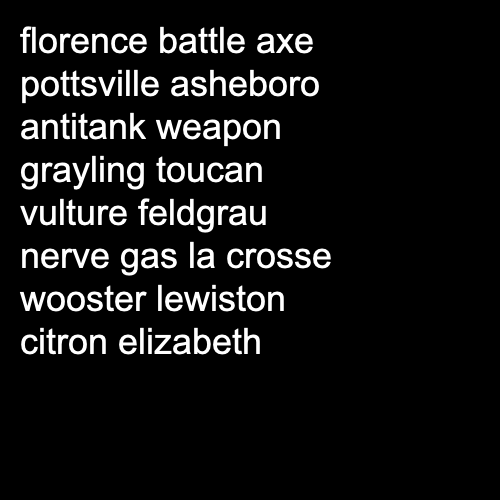 florence battle axe
pottsville asheboro
antitank weapon
grayling toucan
vulture feldgrau
nerve gas la crosse
wooster lewiston
citron elizabeth